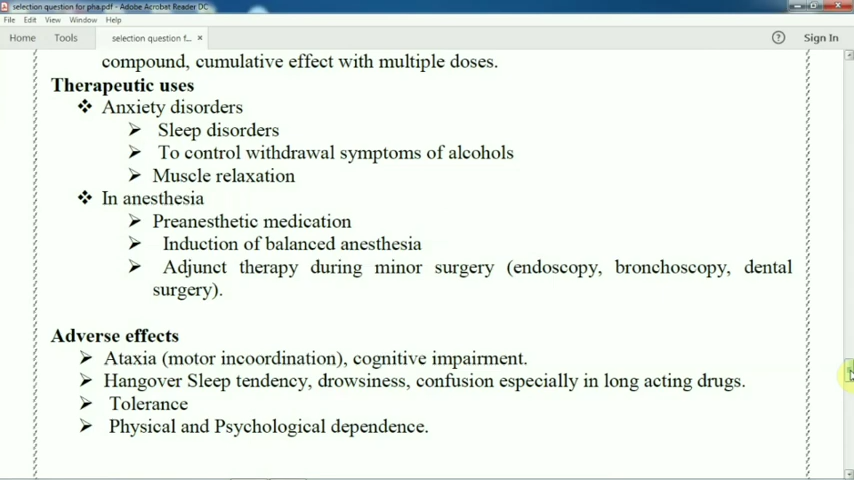 selection question for pha.pdf - Adobe Acrobat Reader DC
File Edit View Window Help
Home Tools selection question f... × ? Sign In
compound, cumulative effect with multiple doses.
Therapeutic uses
❖ Anxiety disorders
➤ Sleep disorders
➤ To control withdrawal symptoms of alcohols
➤ Muscle relaxation
❖ In anesthesia
➤ Preanesthetic medication
➤ Induction of balanced anesthesia
➤ Adjunct therapy during minor surgery (endoscopy, bronchoscopy, dental
surgery).
Adverse effects
➤ Ataxia (motor incoordination), cognitive impairment.
➤ Hangover Sleep tendency, drowsiness, confusion especially in long acting drugs.
➤ Tolerance
➤ Physical and Psychological dependence.